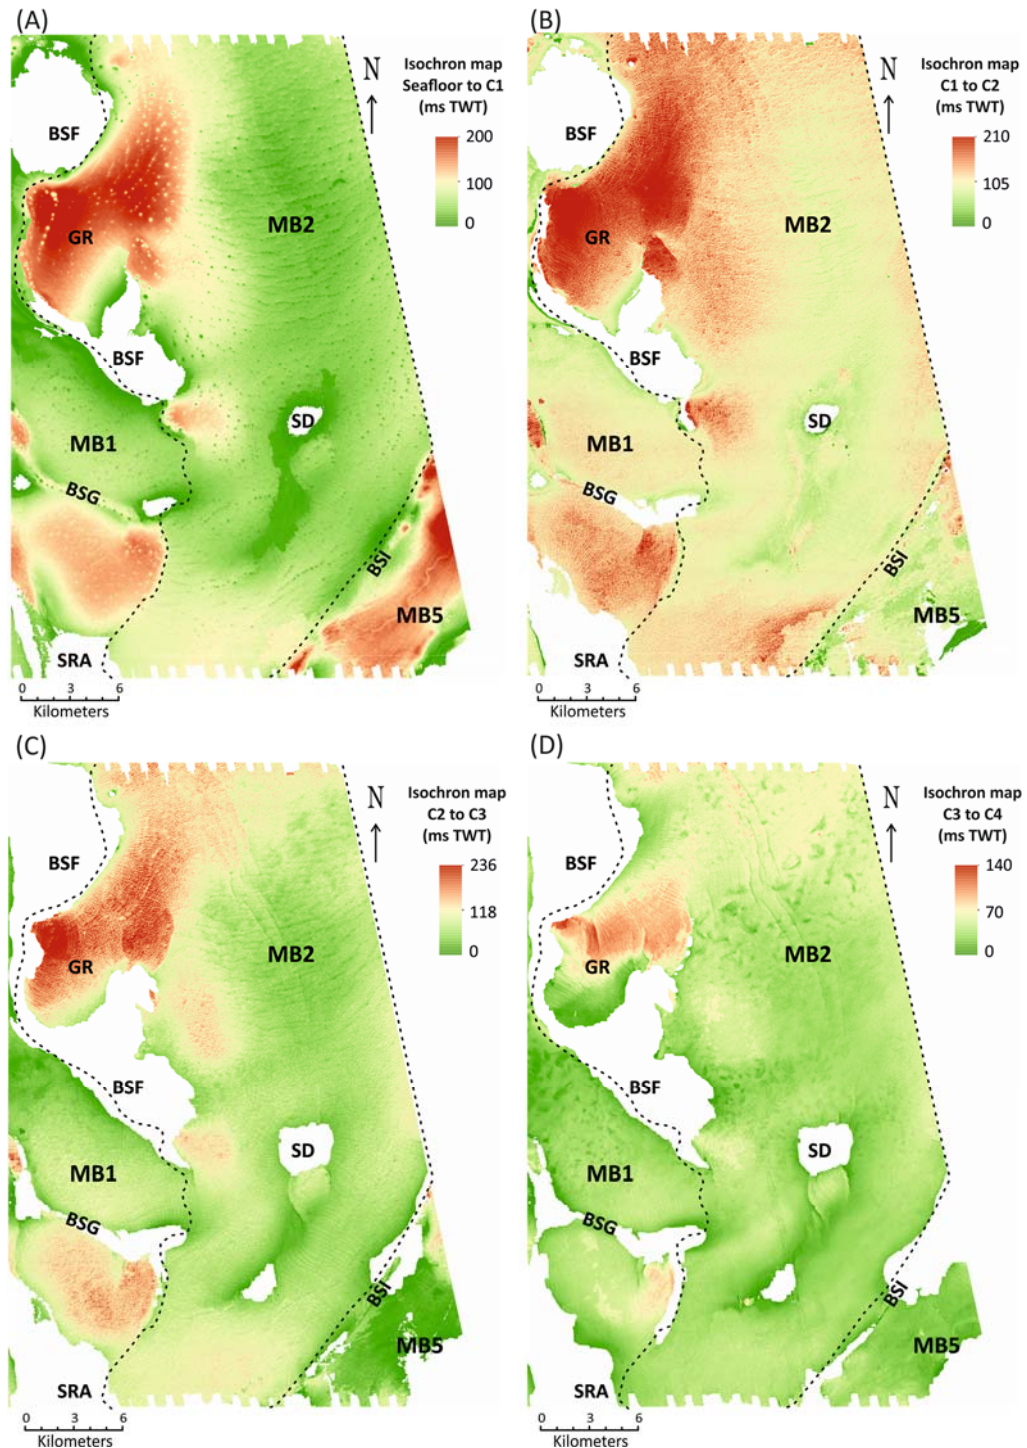 (A)
Isochron map
Seafloor to C1
(ms TWT)
N
200
100
0
BSF
GR
MB2
BSF
SD
MB1
BSG
BSI
MB5
SRA
0 3 6
Kilometers
(B)
Isochron map
C1 to C2
(ms TWT)
N
210
105
0
BSF
GR
MB2
BSF
SD
MB1
BSG
BSI
MB5
SRA
0 3 6
Kilometers
(C)
Isochron map
C2 to C3
(ms TWT)
N
236
118
0
BSF
GR
MB2
BSF
SD
MB1
BSG
BSI
MB5
SRA
0 3 6
Kilometers
(D)
Isochron map
C3 to C4
(ms TWT)
N
140
70
0
BSF
GR
MB2
BSF
SD
MB1
BSG
BSI
MB5
SRA
0 3 6
Kilometers